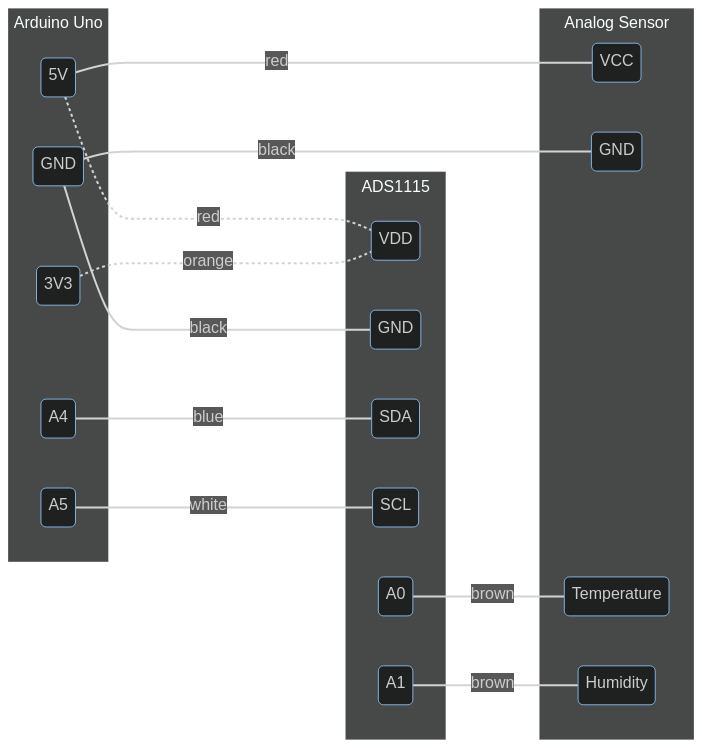 Arduino Uno
Analog Sensor
5V
red
VCC
GND
black
GND
ADS1115
red
VDD
orange
3V3
black
GND
A4
blue
SDA
A5
white
SCL
A0
brown
Temperature
A1
brown
Humidity